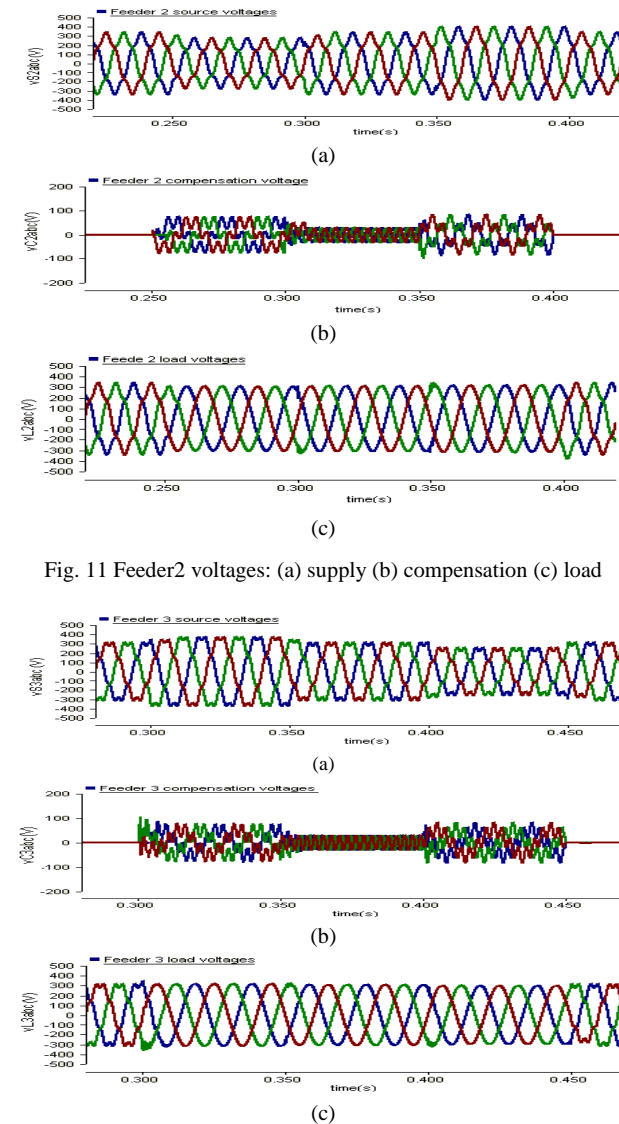 Feeder 2 source voltages
500
400
300
200
100
0
-100
-200
-300
-400
-500
vS2abc(V)
0.250 0.300 0.350 0.400
time(s)
(a)
Feeder 2 compensation voltage
200
100
0
-100
-200
vC2abc(V)
0.250 0.300 0.350 0.400
time(s)
(b)
Feede 2 load voltages
500
400
300
200
100
0
-100
-200
-300
-400
-500
vL2abc(V)
0.250 0.300 0.350 0.400
time(s)
(c)
Fig. 11 Feeder2 voltages: (a) supply (b) compensation (c) load
Feeder 3 source voltages
500
400
300
200
100
0
-100
-200
-300
-400
-500
vS3abc(V)
0.300 0.350 0.400 0.450
time(s)
(a)
Feeder 3 compensation voltages
200
100
0
-100
-200
vC3abc(V)
0.300 0.350 0.400 0.450
time(s)
(b)
Feeder 3 load voltages
500
400
300
200
100
0
-100
-200
-300
-400
-500
vL3abc(V)
0.300 0.350 0.400 0.450
time(s)
(c)